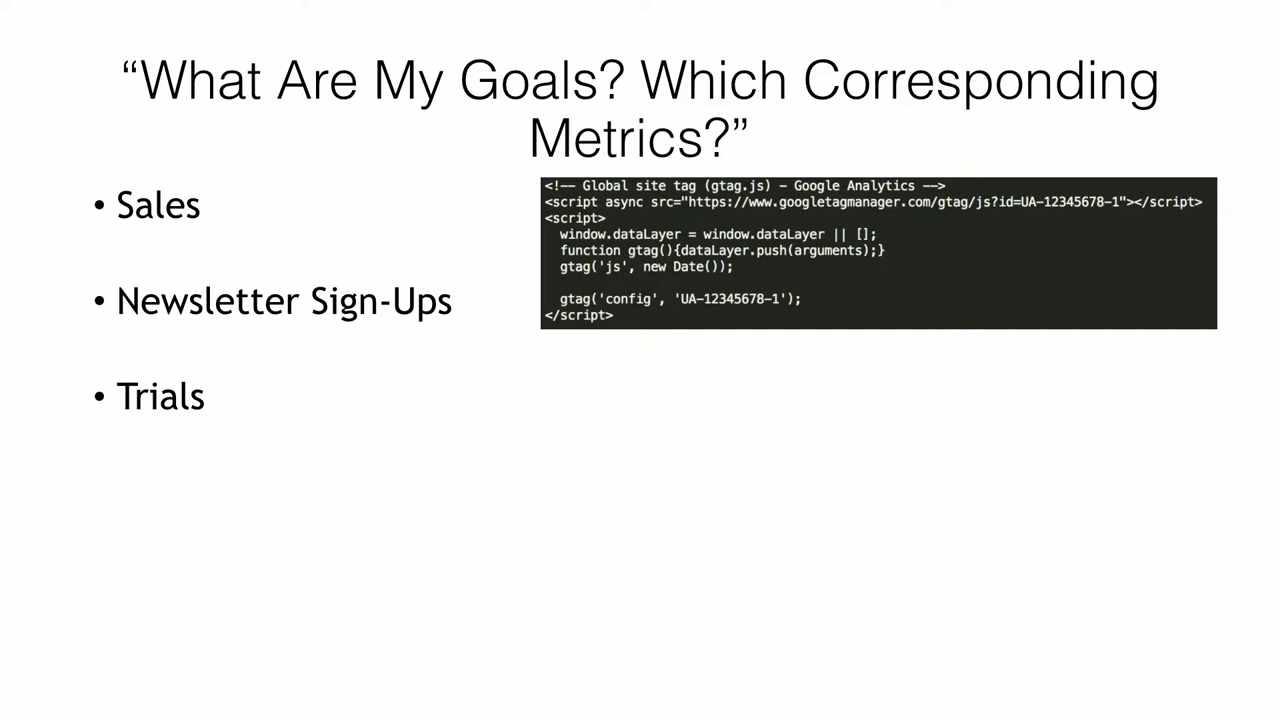 “What Are My Goals? Which Corresponding
Metrics?”
• Sales
• Newsletter Sign-Ups
• Trials
<!-- Global site tag (gtag.js) - Google Analytics -->
<script async src="https://www.googletagmanager.com/gtag/js?id=UA-12345678-1"></script>
<script>
  window.dataLayer = window.dataLayer || [];
  function gtag(){dataLayer.push(arguments);}
  gtag('js', new Date());

  gtag('config', 'UA-12345678-1');
</script>